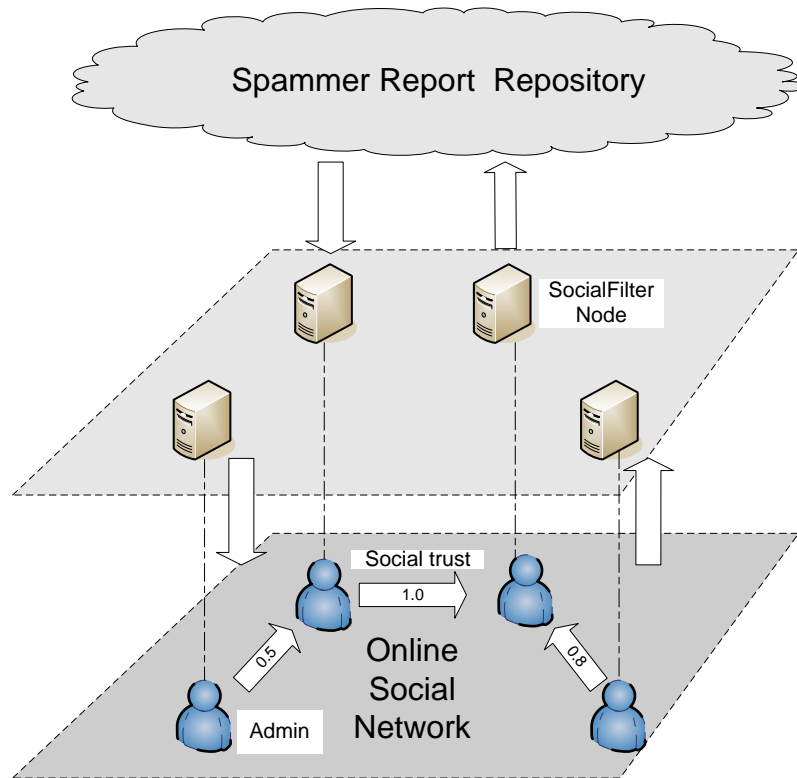 Spammer Report Repository
SocialFilter
Node
Social trust
1.0
0.5
0.8
Online
Social
Network
Admin